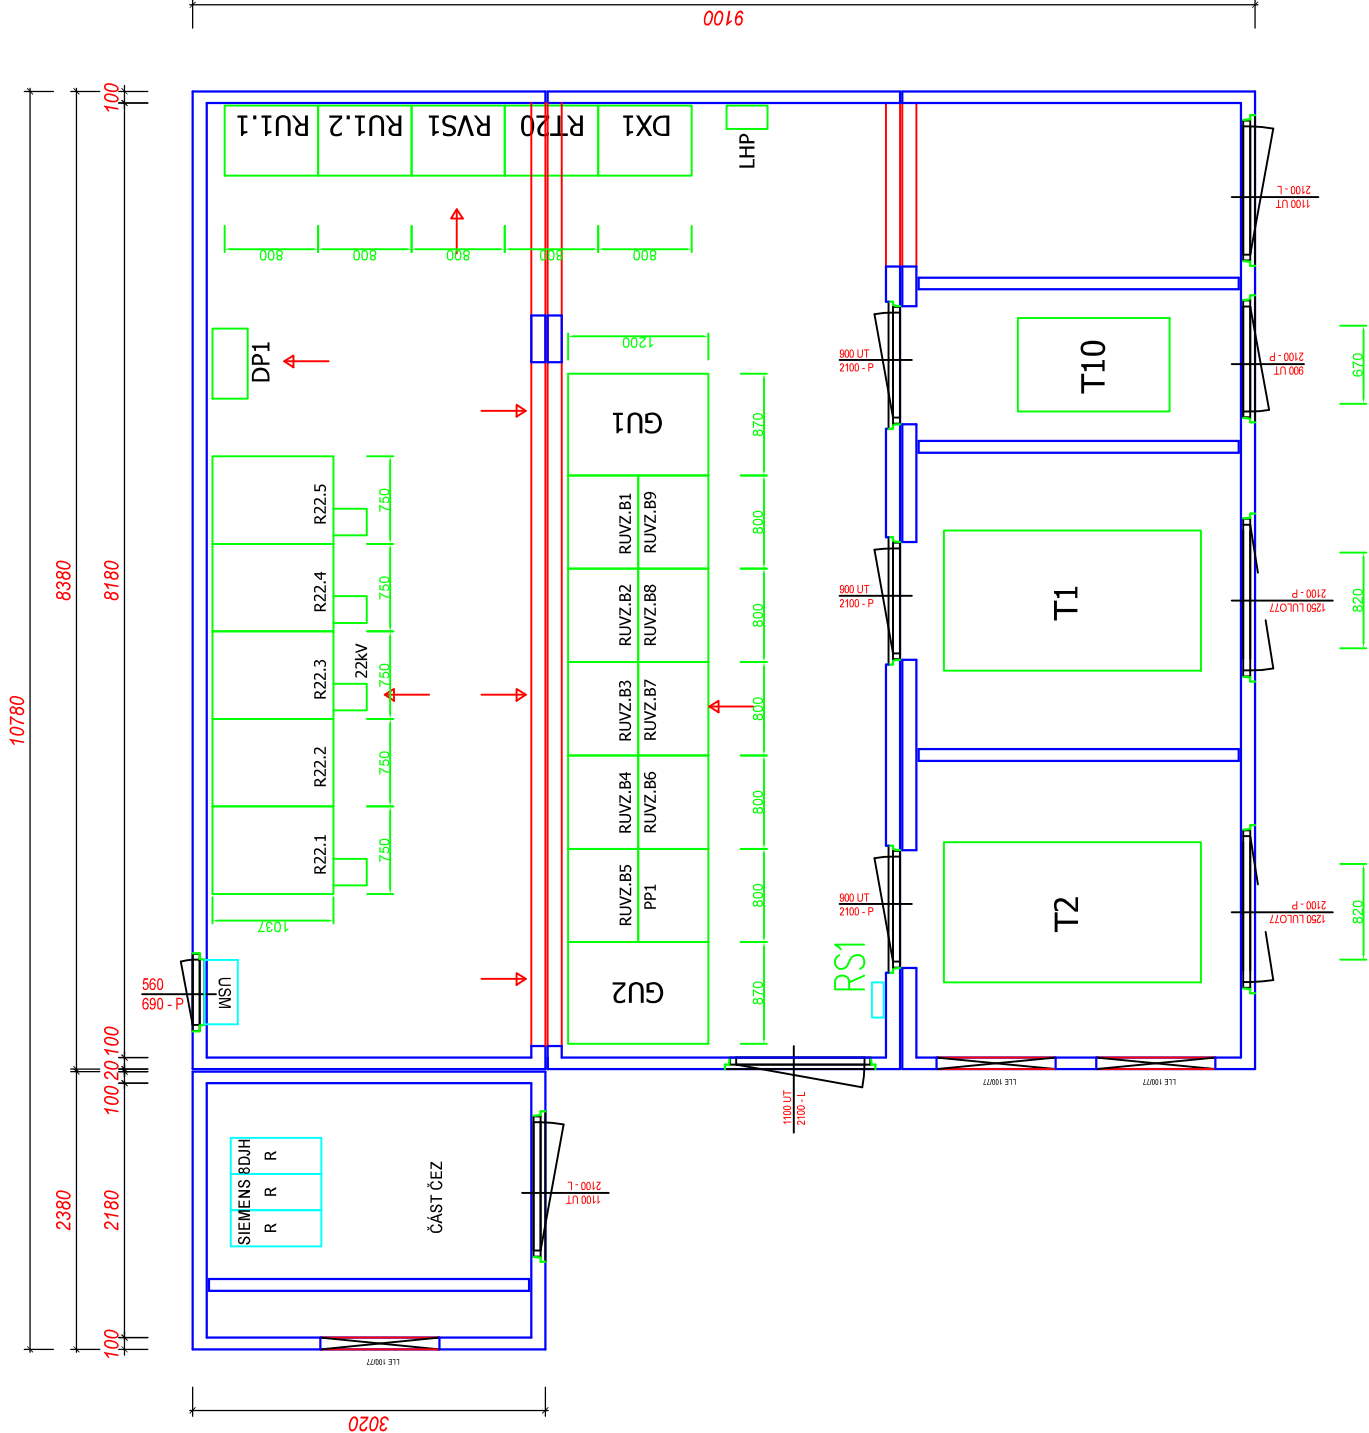 9100
100
RU1.1
RU1.2
RVS1
RT20
DX1
LHP
800
800
800
800
800
2100 - L
1100 UT
DP1
1200
900 UT
2100 - P
T10
2100 - P
900 UT
670
GU1
870
R22.5
750
RUVZ.B1
RUVZ.B9
800
8380
8180
R22.4
750
RUVZ.B2
RUVZ.B8
800
900 UT
2100 - P
T1
2100 - P
1250 LULO77
820
10780
R22.3
22kV
750
RUVZ.B3
RUVZ.B7
800
R22.2
750
RUVZ.B4
RUVZ.B6
800
R22.1
750
RUVZ.B5
PP1
800
900 UT
2100 - P
T2
2100 - P
1250 LULO77
820
1037
RS1
560
690 - P
USM
GU2
870
100
20
100
1100 UT
2100 - L
LLE 100/77
LLE 100/77
SIEMENS 8DJH
R
R
R
ČÁST ČEZ
2100 - L
1100 UT
2380
2180
100
LLE 100/77
3020